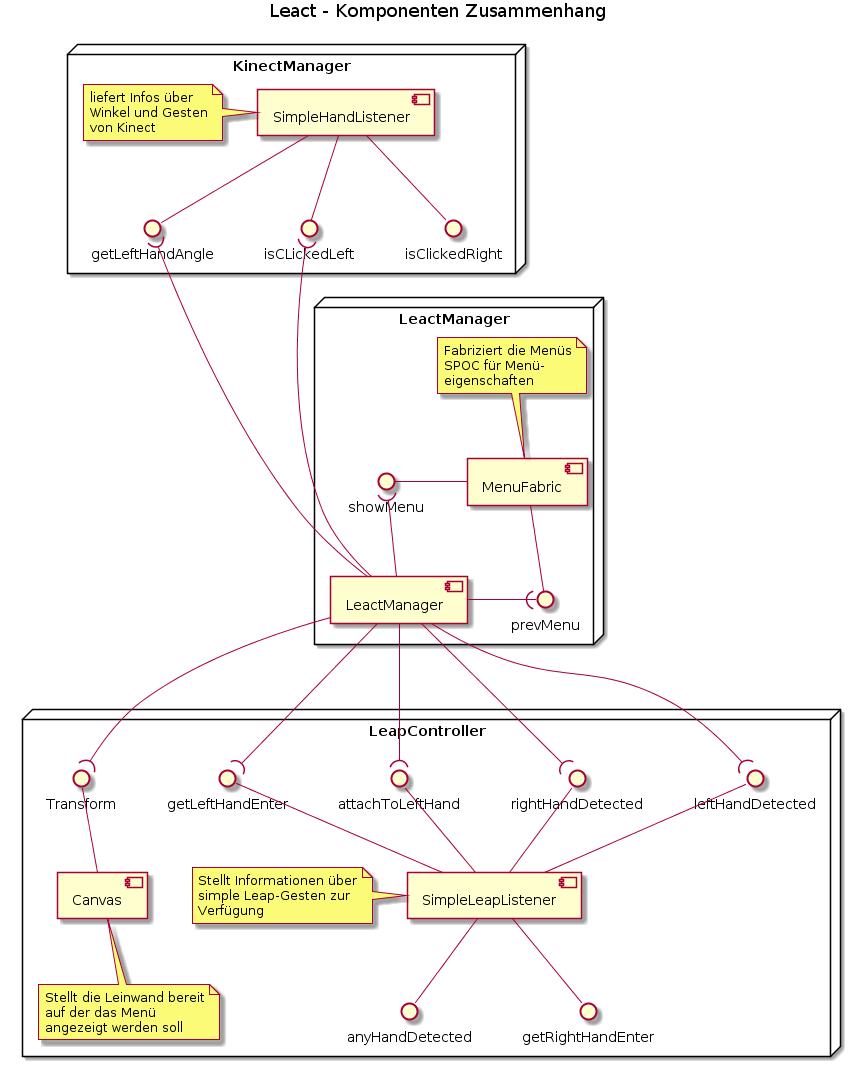 Leact - Komponenten Zusammenhang
KinectManager
liefert Infos über
Winkel und Gesten
von Kinect
SimpleHandListener
getLeftHandAngle
isCLickedLeft
isClickedRight
LeactManager
Fabriziert die Menüs
SPOC für Menü-
eigenschaften
MenuFabric
showMenu
LeactManager
prevMenu
LeapController
Transform
getLeftHandEnter
attachToLeftHand
rightHandDetected
leftHandDetected
Canvas
Stellt Informationen über
simple Leap-Gesten zur
Verfügung
SimpleLeapListener
Stellt die Leinwand bereit
auf der das Menü
angezeigt werden soll
anyHandDetected
getRightHandEnter